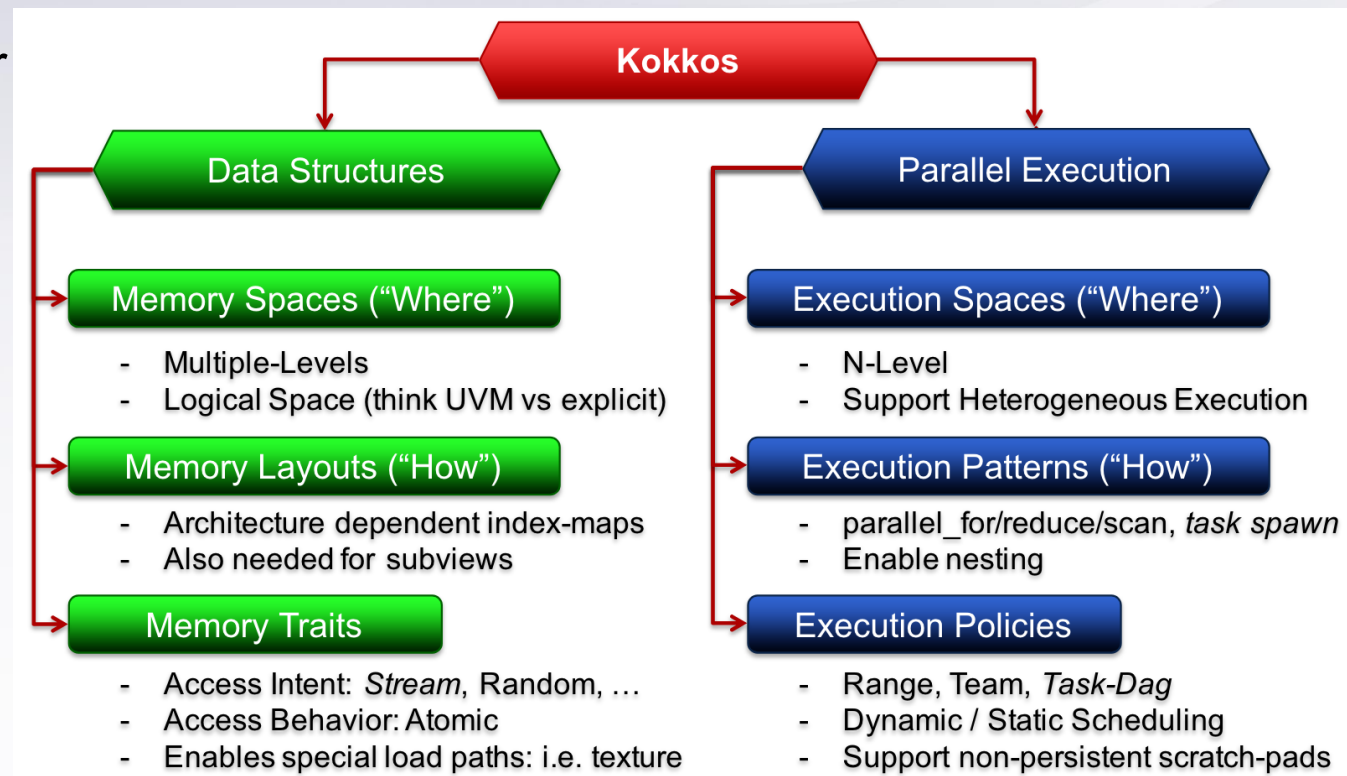 Kokkos
Data Structures
Memory Spaces (“Where”)
- Multiple-Levels
- Logical Space (think UVM vs explicit)
Memory Layouts (“How”)
- Architecture dependent index-maps
- Also needed for subviews
Memory Traits
- Access Intent: Stream, Random, …
- Access Behavior: Atomic
- Enables special load paths: i.e. texture
Parallel Execution
Execution Spaces (“Where”)
- N-Level
- Support Heterogeneous Execution
Execution Patterns (“How”)
- parallel_for/reduce/scan, task spawn
- Enable nesting
Execution Policies
- Range, Team, Task-Dag
- Dynamic / Static Scheduling
- Support non-persistent scratch-pads